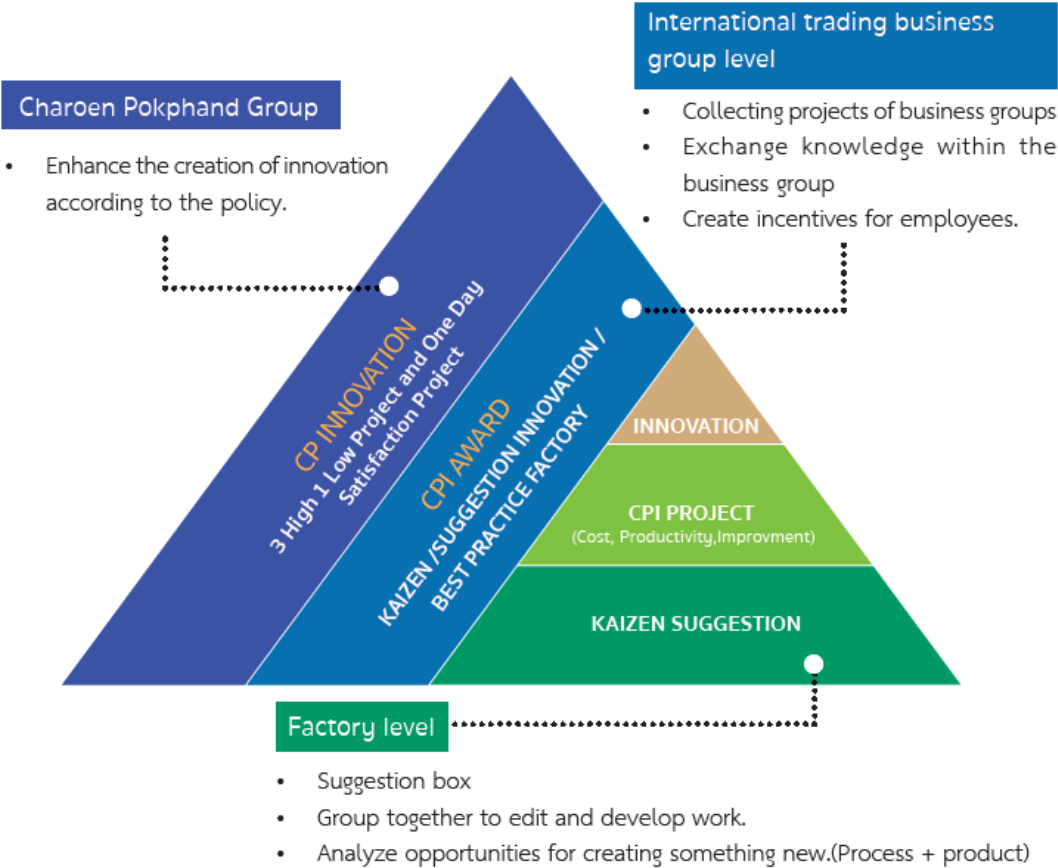 International trading business
group level
• Collecting projects of business groups
• Exchange knowledge within the
business group
• Create incentives for employees.
Charoen Pokphand Group
• Enhance the creation of innovation
according to the policy.
CP INNOVATION
3 High 1 Low Project and One Day
Satisfaction Project
CPI AWARD
KAIZEN /SUGGESTION INNOVATION /
BEST PRACTICE FACTORY
INNOVATION
CPI PROJECT
(Cost, Productivity,Improvment)
KAIZEN SUGGESTION
Factory level
• Suggestion box
• Group together to edit and develop work.
• Analyze opportunities for creating something new.(Process + product)